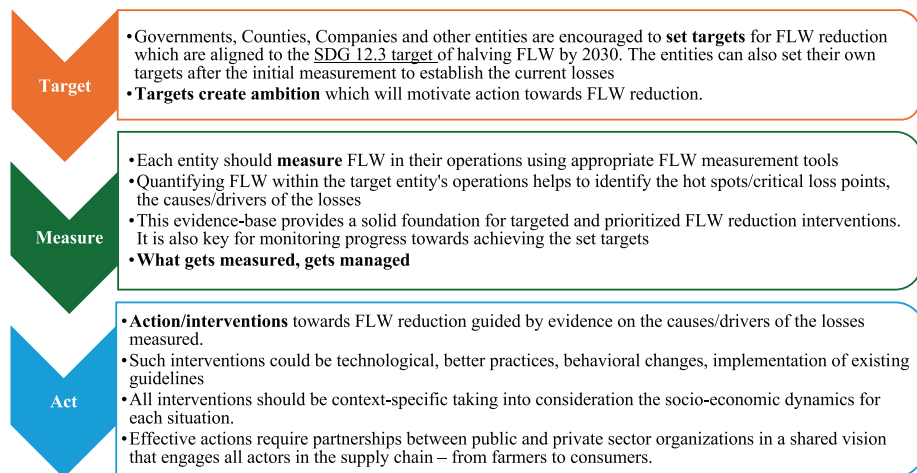 Target
•Governments, Counties, Companies and other entities are encouraged to set targets for FLW reduction
which are aligned to the SDG 12.3 target of halving FLW by 2030. The entities can also set their own
targets after the initial measurement to establish the current losses
•Targets create ambition which will motivate action towards FLW reduction.
Measure
•Each entity should measure FLW in their operations using appropriate FLW measurement tools
•Quantifying FLW within the target entity's operations helps to identify the hot spots/critical loss points,
the causes/drivers of the losses
•This evidence-base provides a solid foundation for targeted and prioritized FLW reduction interventions.
It is also key for monitoring progress towards achieving the set targets
•What gets measured, gets managed
Act
•Action/interventions towards FLW reduction guided by evidence on the causes/drivers of the losses
measured.
•Such interventions could be technological, better practices, behavioral changes, implementation of existing
guidelines
•All interventions should be context-specific taking into consideration the socio-economic dynamics for
each situation.
•Effective actions require partnerships between public and private sector organizations in a shared vision
that engages all actors in the supply chain – from farmers to consumers.